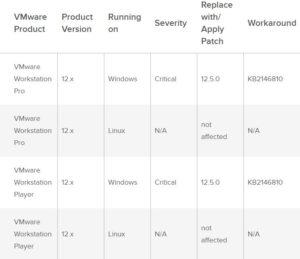 VMware Product | Product Version | Running on | Severity | Replace with/ Apply Patch | Workaround
VMware Workstation Pro | 12.x | Windows | Critical | 12.5.0 | KB2146810
VMware Workstation Pro | 12.x | Linux | N/A | not affected | N/A
VMware Workstation Player | 12.x | Windows | Critical | 12.5.0 | KB2146810
VMware Workstation Player | 12.x | Linux | N/A | not affected | N/A